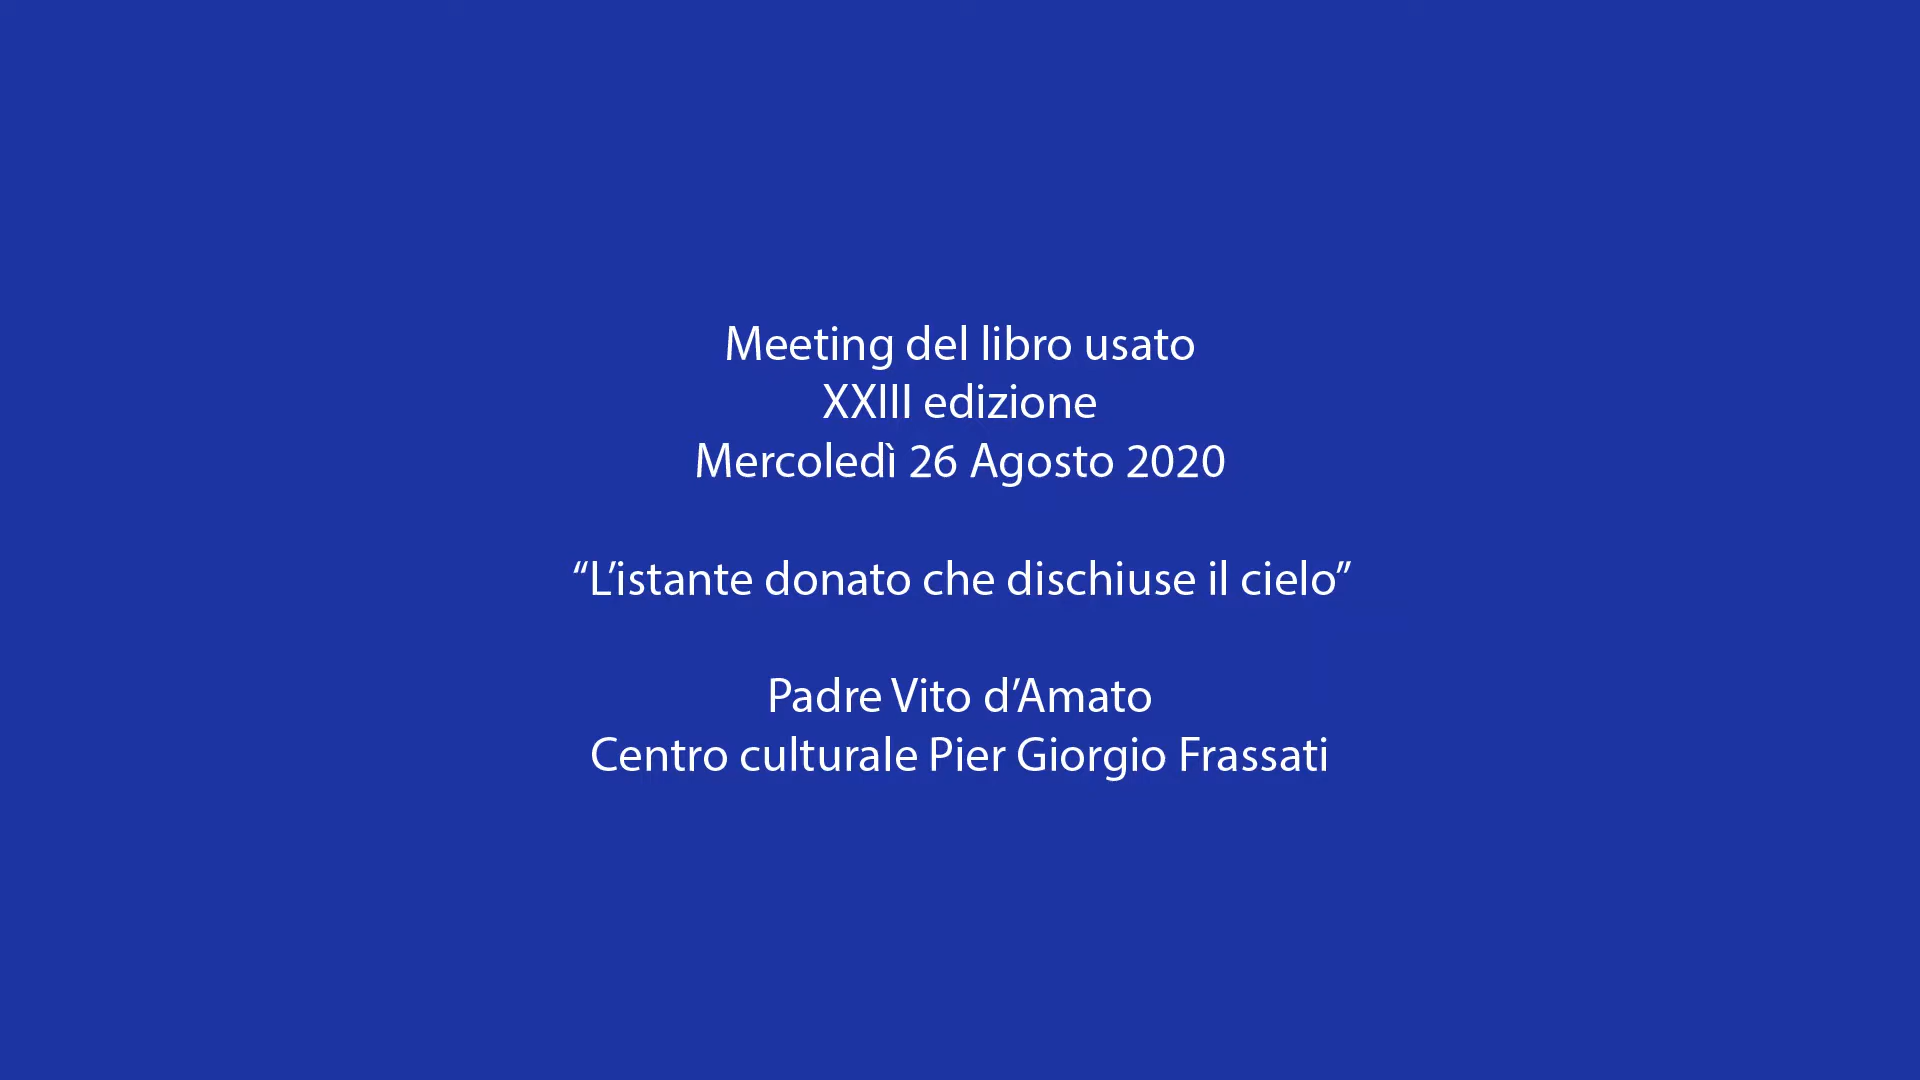 Meeting del libro usato
XXIII edizione
Mercoledì 26 Agosto 2020
“L’istante donato che dischiuse il cielo”
Padre Vito d’Amato
Centro culturale Pier Giorgio Frassati